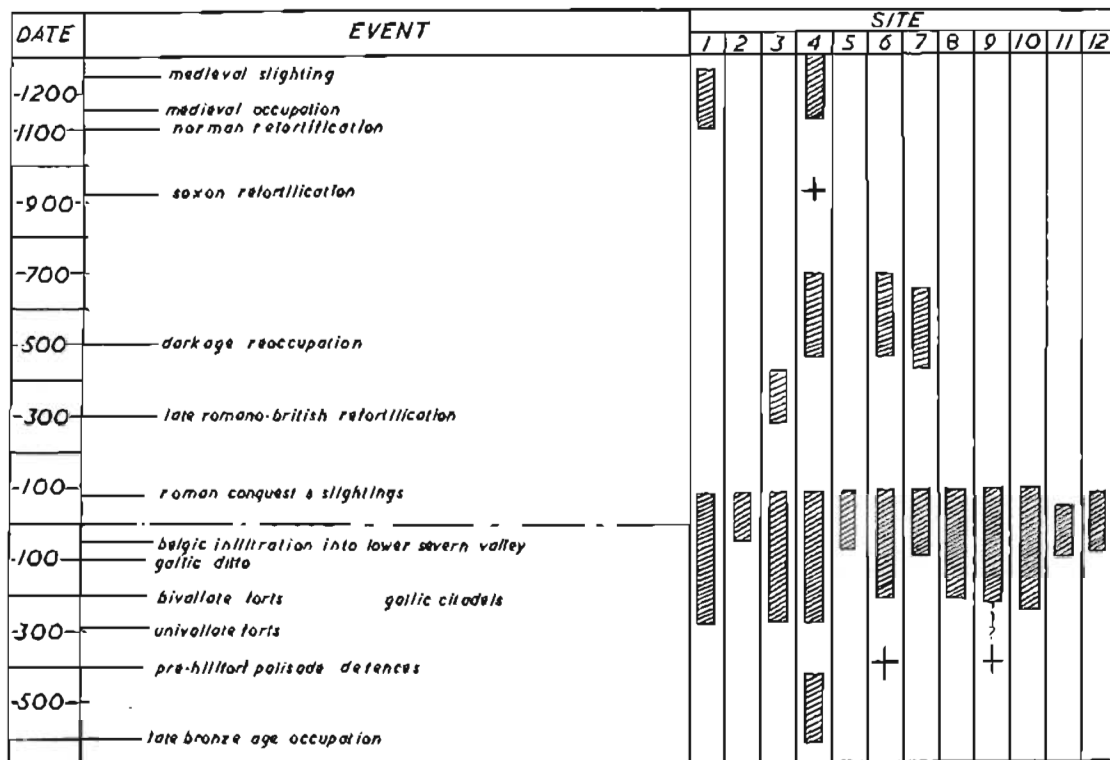 DATE EVENT SITE
1 2 3 4 5 6 7 8 9 10 11 12
medieval slighting
-1200-
medieval occupation
-1100- norman refortification
saxon refortification
-900- +
-700-
-500- darkage reoccupation
-300- late romano-british refortification
-100- roman conquest & slightings
belgic infiltration into lower severn valley
-100- gallic ditto
bivallate forts gallic citadels
-300- univallate forts ?
pre-hillfort palisade defences + +
-500-
late bronze age occupation